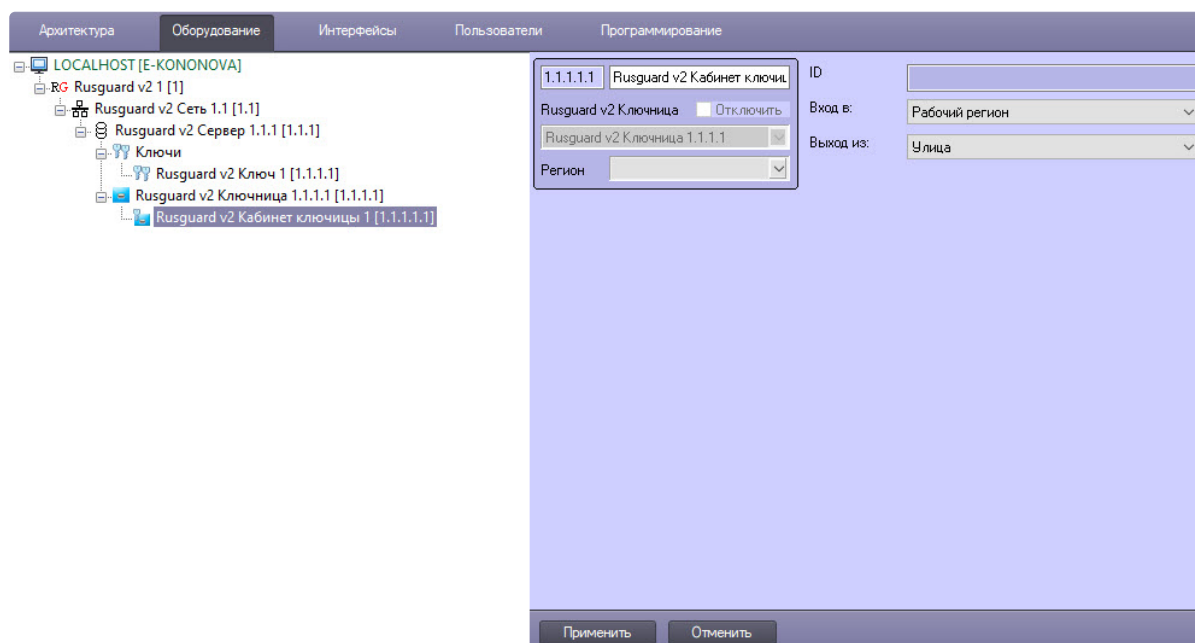 Архитектура Оборудование Интерфейсы Пользователи Программирование
LOCALHOST [E-KONONOVA]
RG Rusguard v2 1 [1]
Rusguard v2 Сеть 1.1 [1.1]
Rusguard v2 Сервер 1.1.1 [1.1.1]
Ключи
Rusguard v2 Ключ 1 [1.1.1.1]
Rusguard v2 Ключница 1.1.1.1 [1.1.1.1]
Rusguard v2 Кабинет ключицы 1 [1.1.1.1.1]
1.1.1.1.1 Rusguard v2 Кабинет ключиц
Rusguard v2 Ключница Отключить
Rusguard v2 Ключница 1.1.1.1
Регион
ID
Вход в: Рабочий регион
Выход из: Улица
Применить Отменить